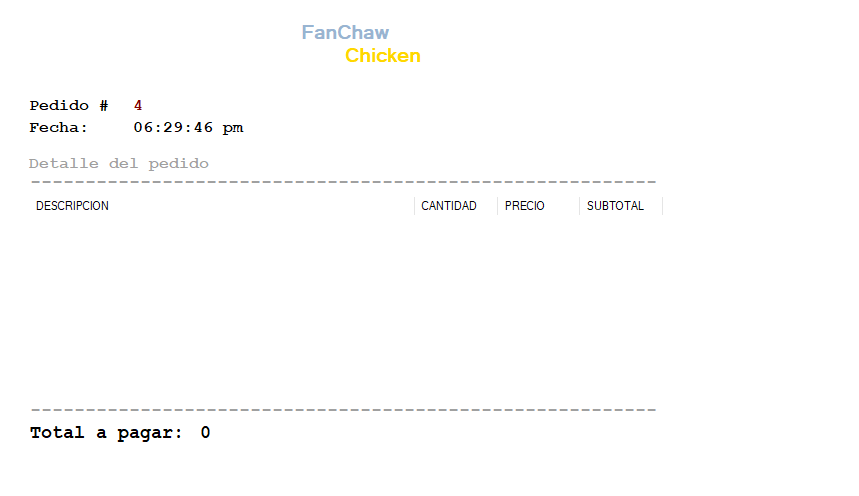 FanChaw
Chicken
Pedido # 4
Fecha: 06:29:46 pm
Detalle del pedido
---------------------------------------------------------
DESCRIPCION CANTIDAD PRECIO SUBTOTAL
---------------------------------------------------------
Total a pagar: 0